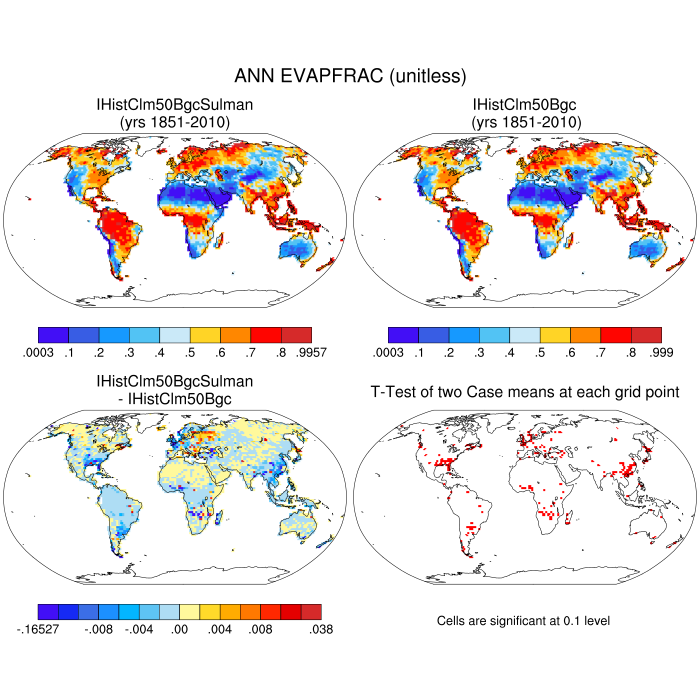 ANN EVAPFRAC (unitless)
IHistClm50BgcSulman
(yrs 1851-2010)
IHistClm50Bgc
(yrs 1851-2010)
.0003 .1 .2 .3 .4 .5 .6 .7 .8 .9957
.0003 .1 .2 .3 .4 .5 .6 .7 .8 .999
IHistClm50BgcSulman
- IHistClm50Bgc
T-Test of two Case means at each grid point
-.16527 -.008 -.004 .00 .004 .008 .038
Cells are significant at 0.1 level